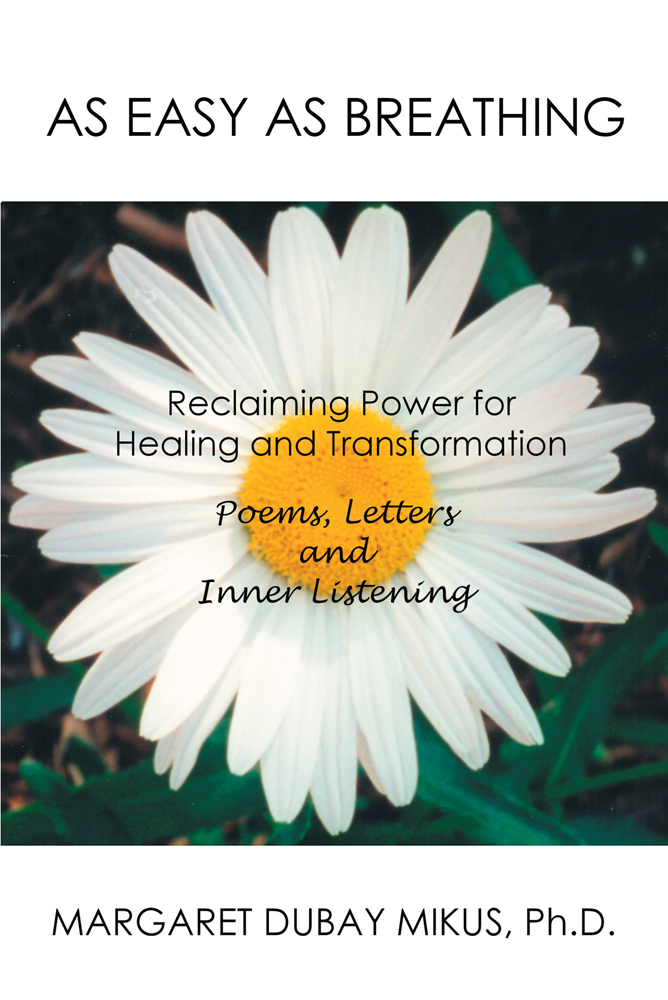 AS EASY AS BREATHING
Reclaiming Power for
Healing and Transformation
Poems, Letters
and
Inner Listening
MARGARET DUBAY MIKUS, Ph.D.